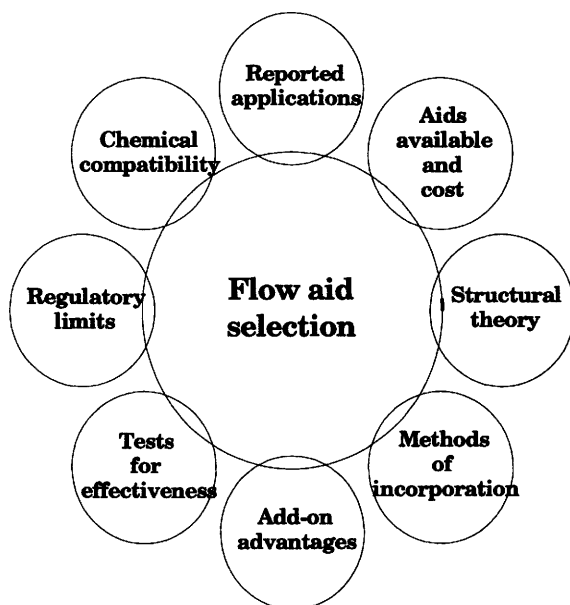 Reported
applications
Aids
available
and
cost
Structural
theory
Methods
of
incorporation
Add-on
advantages
Tests
for
effectiveness
Regulatory
limits
Chemical
compatibility
Flow aid
selection